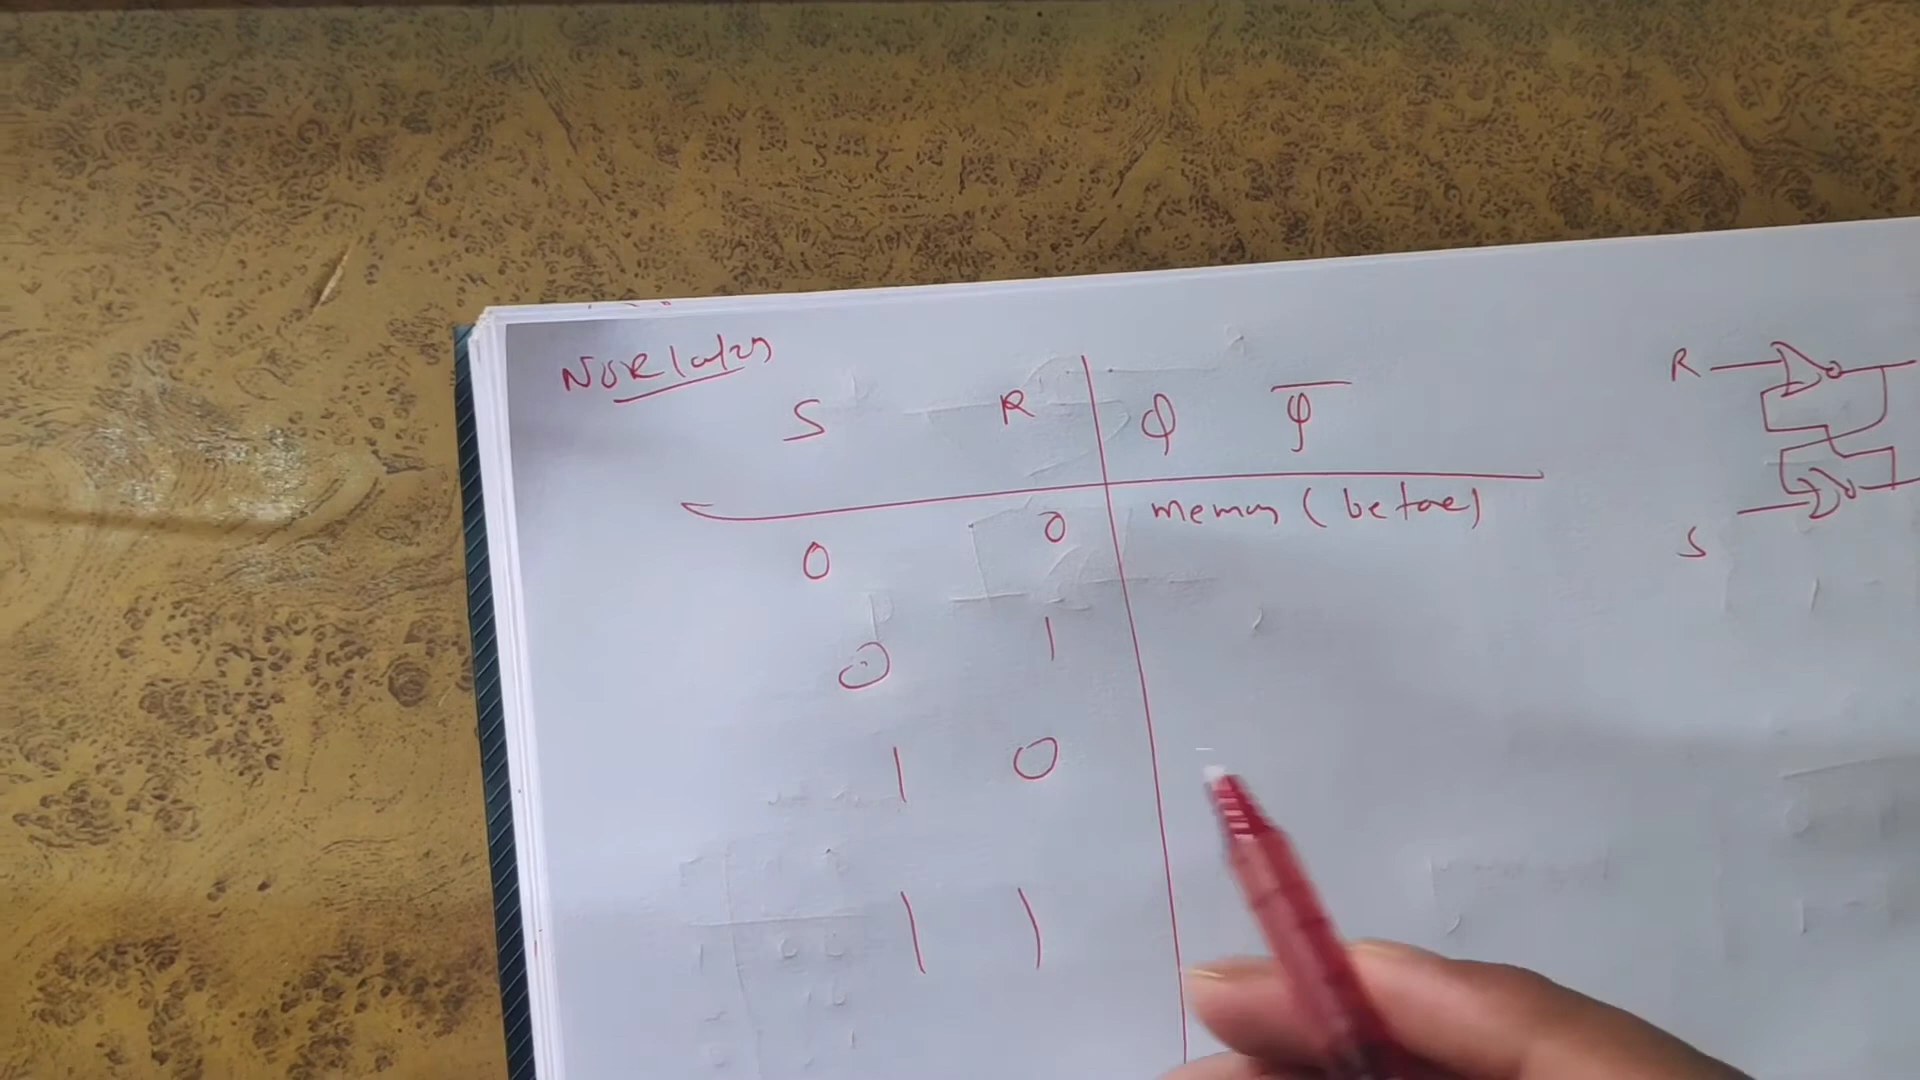 NOR latch
S R Q Q̅
0 0 memory (before)
0 1
1 0
1 1
R
S